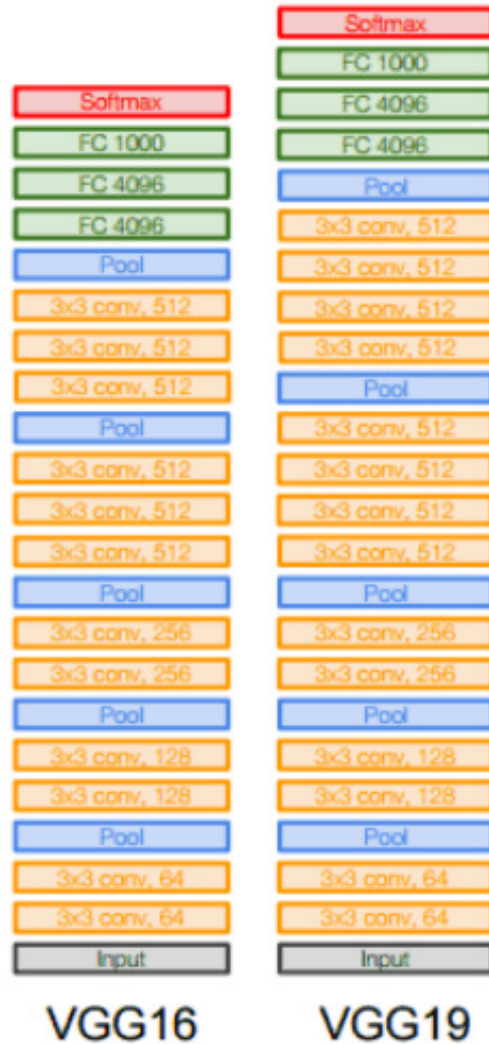 Softmax
FC 1000
FC 4096
FC 4096
Pool
3x3 conv, 512
3x3 conv, 512
3x3 conv, 512
Pool
3x3 conv, 512
3x3 conv, 512
3x3 conv, 512
Pool
3x3 conv, 256
3x3 conv, 256
Pool
3x3 conv, 128
3x3 conv, 128
Pool
3x3 conv, 64
3x3 conv, 64
Input
VGG16
Softmax
FC 1000
FC 4096
FC 4096
Pool
3x3 conv, 512
3x3 conv, 512
3x3 conv, 512
3x3 conv, 512
Pool
3x3 conv, 512
3x3 conv, 512
3x3 conv, 512
3x3 conv, 512
Pool
3x3 conv, 256
3x3 conv, 256
Pool
3x3 conv, 128
3x3 conv, 128
Pool
3x3 conv, 64
3x3 conv, 64
Input
VGG19